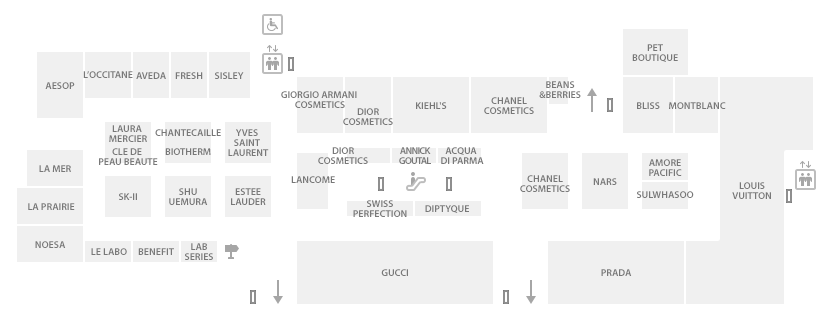 PET
BOUTIQUE
L'OCCITANE
AVEDA
FRESH
SISLEY
AESOP
GIORGIO ARMANI
COSMETICS
DIOR
COSMETICS
KIEHL'S
CHANEL
COSMETICS
BEANS
&BERRIES
BLISS
MONTBLANC
LAURA
MERCIER
CLE DE
PEAU BEAUTE
CHANTECAILLE
BIOTHERM
YVES
SAINT
LAURENT
DIOR
COSMETICS
ANNICK
GOUTAL
ACQUA
DI PARMA
LA MER
LANCOME
CHANEL
COSMETICS
NARS
AMORE
PACIFIC
SULWHASOO
LOUIS
VUITTON
SK-II
SHU
UEMURA
ESTEE
LAUDER
LA PRAIRIE
SWISS
PERFECTION
DIPTYQUE
NOESA
LE LABO
BENEFIT
LAB
SERIES
GUCCI
PRADA